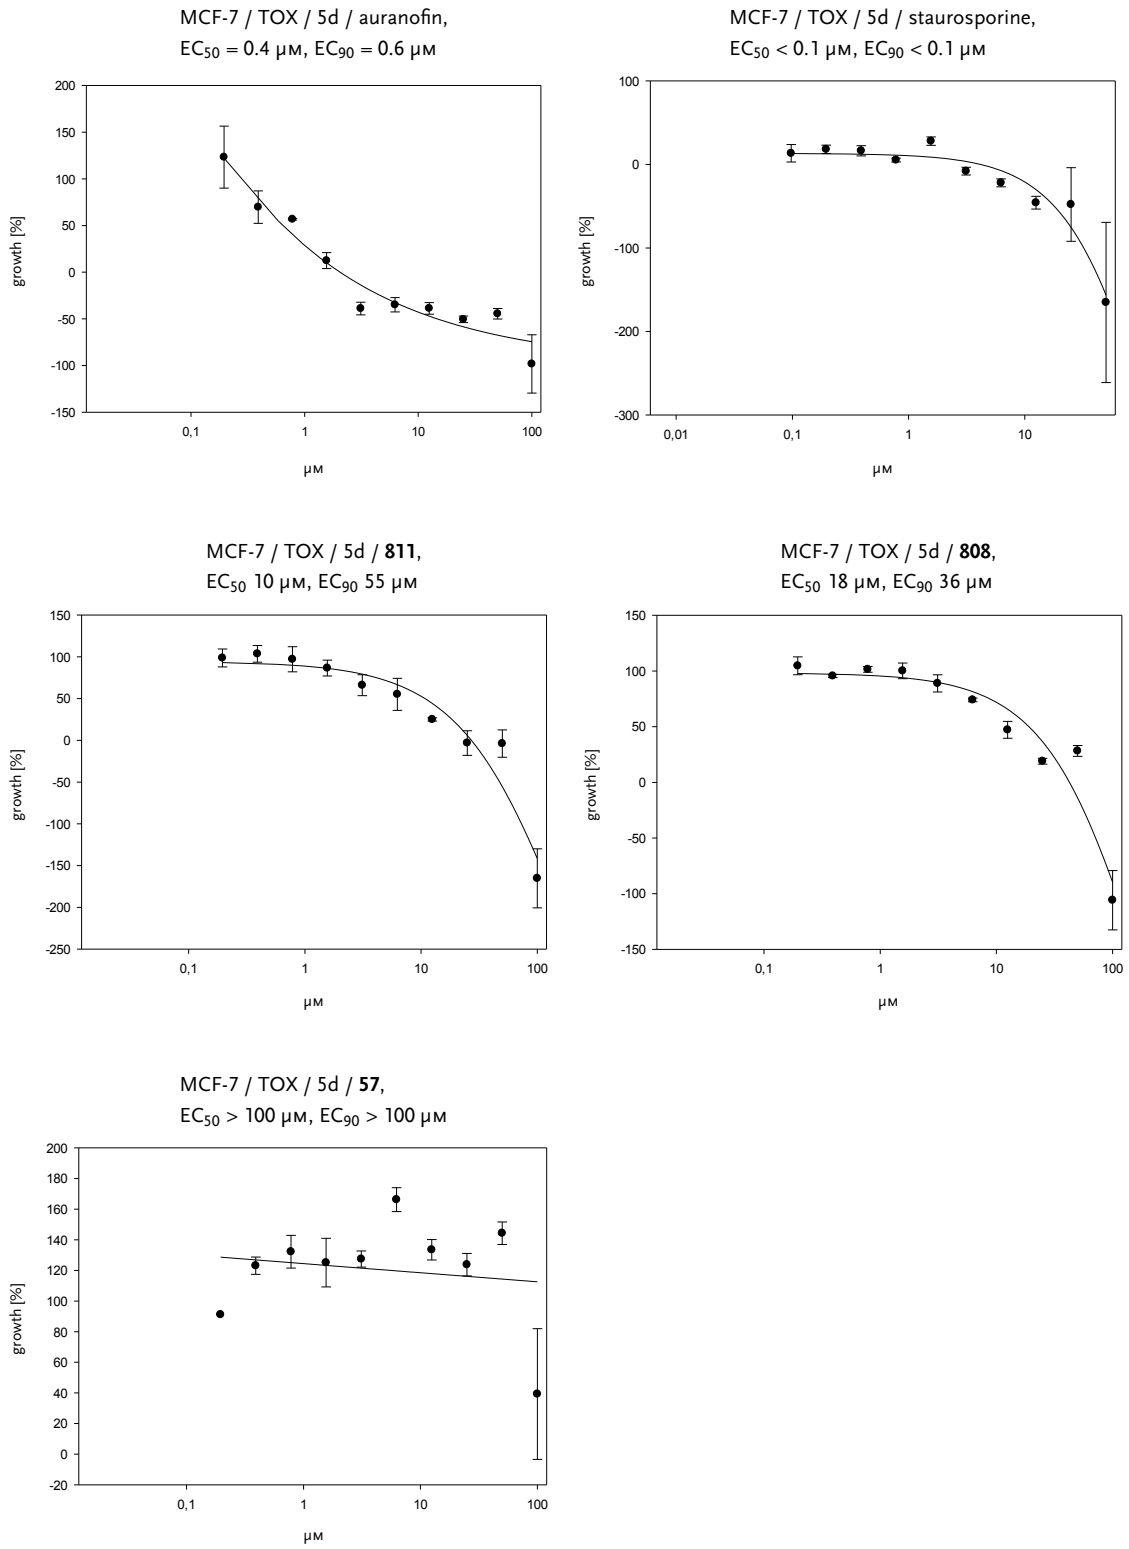 MCF-7 / TOX / 5d / auranofin,
EC50 = 0.4 µM, EC90 = 0.6 µM
200
150
100
50
0
-50
-100
-150
growth [%]
0,1 1 10 100
µM
MCF-7 / TOX / 5d / staurosporine,
EC50 < 0.1 µM, EC90 < 0.1 µM
100
0
-100
-200
-300
growth [%]
0,01 0,1 1 10
µM
MCF-7 / TOX / 5d / 811,
EC50 10 µM, EC90 55 µM
150
100
50
0
-50
-100
-150
-200
-250
growth [%]
0,1 1 10 100
µM
MCF-7 / TOX / 5d / 808,
EC50 18 µM, EC90 36 µM
150
100
50
0
-50
-100
-150
growth [%]
0,1 1 10 100
µM
MCF-7 / TOX / 5d / 57,
EC50 > 100 µM, EC90 > 100 µM
200
180
160
140
120
100
80
60
40
20
0
-20
growth [%]
0,1 1 10 100
µM